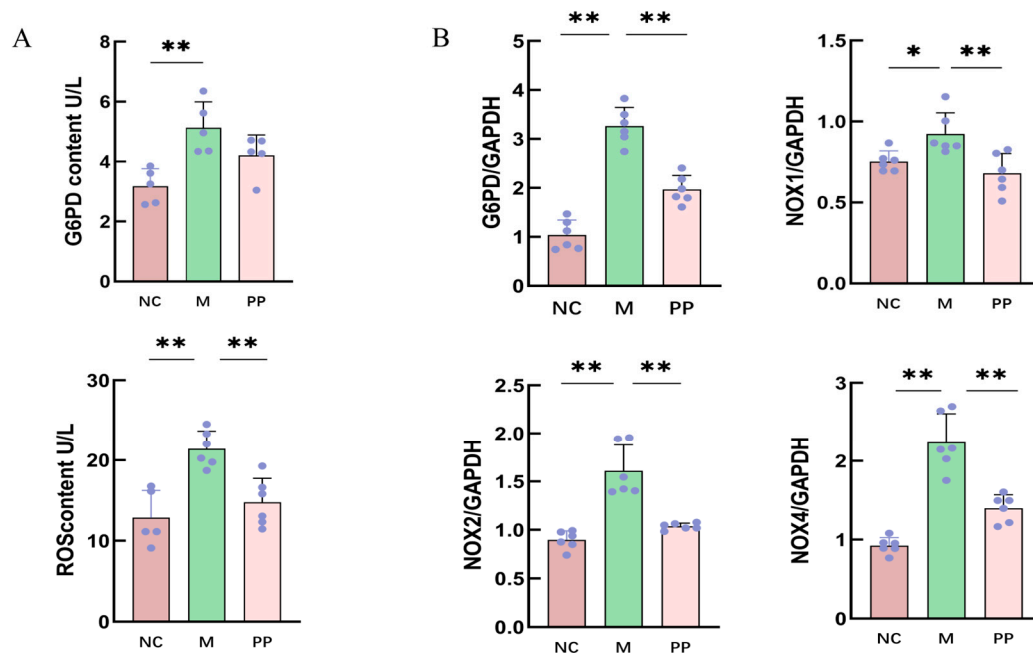 A
**
G6PD content U/L
8
6
4
2
0
NC M PP
** **
ROScontent U/L
30
20
10
0
NC M PP
B
** **
G6PD/GAPDH
5
4
3
2
1
0
NC M PP
* **
NOX1/GAPDH
1.5
1.0
0.5
0.0
NC M PP
** **
NOX2/GAPDH
2.5
2.0
1.5
1.0
0.5
0.0
NC M PP
** **
NOX4/GAPDH
3
2
1
0
NC M PP